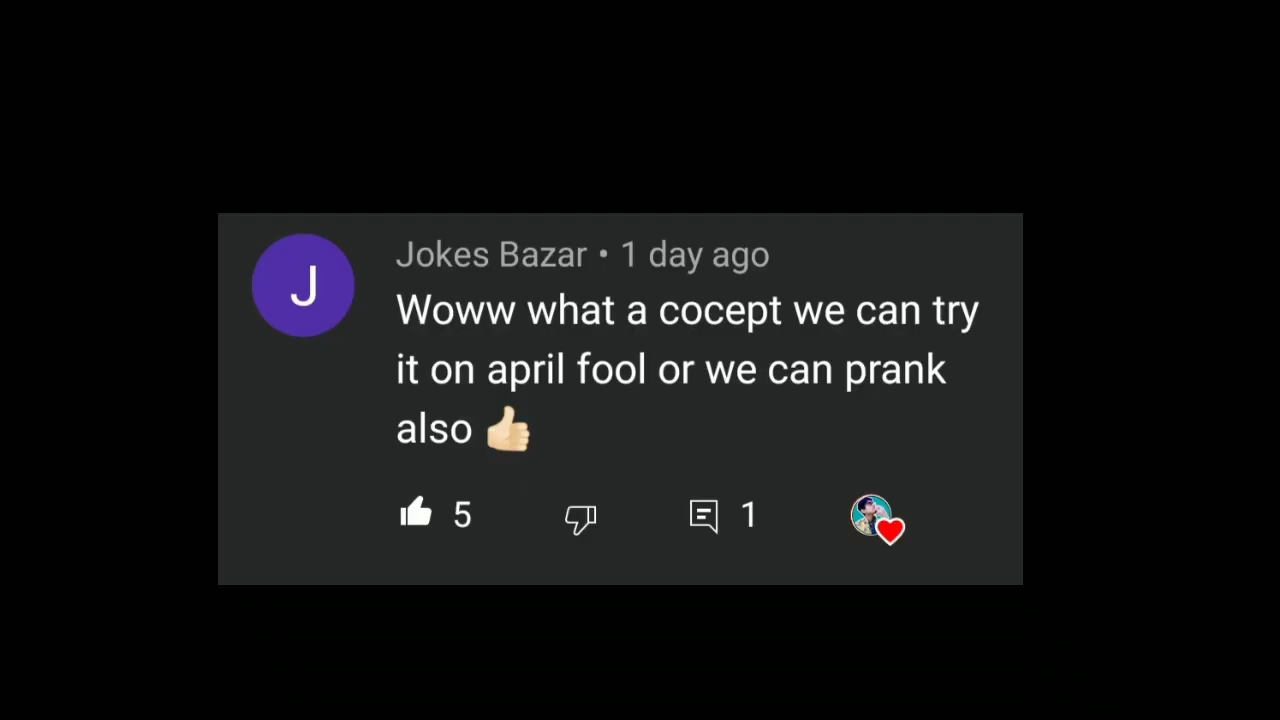 J
Jokes Bazar • 1 day ago
Woww what a cocept we can try
it on april fool or we can prank
also 👍🏻
5 1